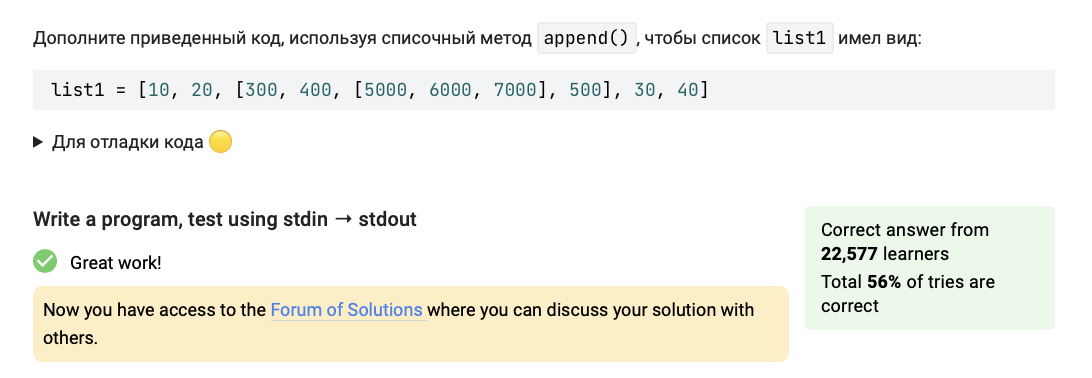 Дополните приведенный код, используя списочный метод append(), чтобы список list1 имел вид:
list1 = [10, 20, [300, 400, [5000, 6000, 7000], 500], 30, 40]
▶ Для отладки кода 🟡
Write a program, test using stdin → stdout
Great work!
Now you have access to the Forum of Solutions where you can discuss your solution with
others.
Correct answer from
22,577 learners
Total 56% of tries are
correct